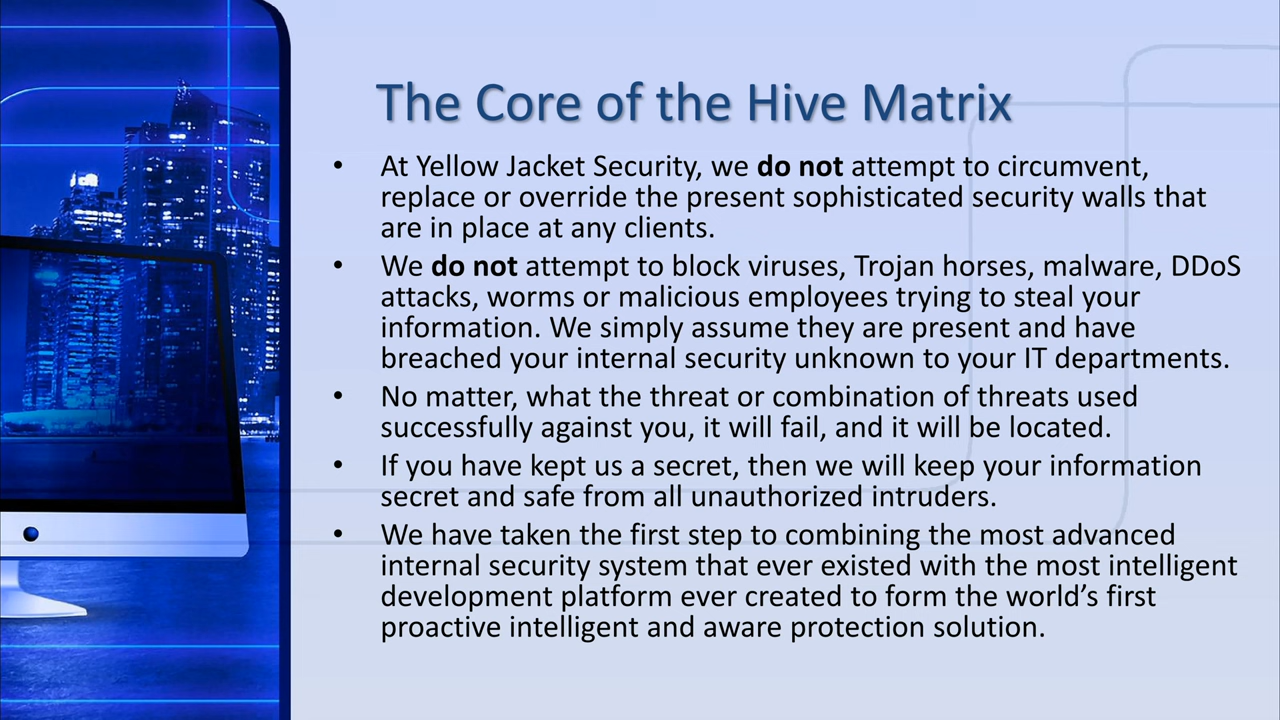 The Core of the Hive Matrix
• At Yellow Jacket Security, we do not attempt to circumvent,
replace or override the present sophisticated security walls that
are in place at any clients.
• We do not attempt to block viruses, Trojan horses, malware, DDoS
attacks, worms or malicious employees trying to steal your
information. We simply assume they are present and have
breached your internal security unknown to your IT departments.
• No matter, what the threat or combination of threats used
successfully against you, it will fail, and it will be located.
• If you have kept us a secret, then we will keep your information
secret and safe from all unauthorized intruders.
• We have taken the first step to combining the most advanced
internal security system that ever existed with the most intelligent
development platform ever created to form the world’s first
proactive intelligent and aware protection solution.